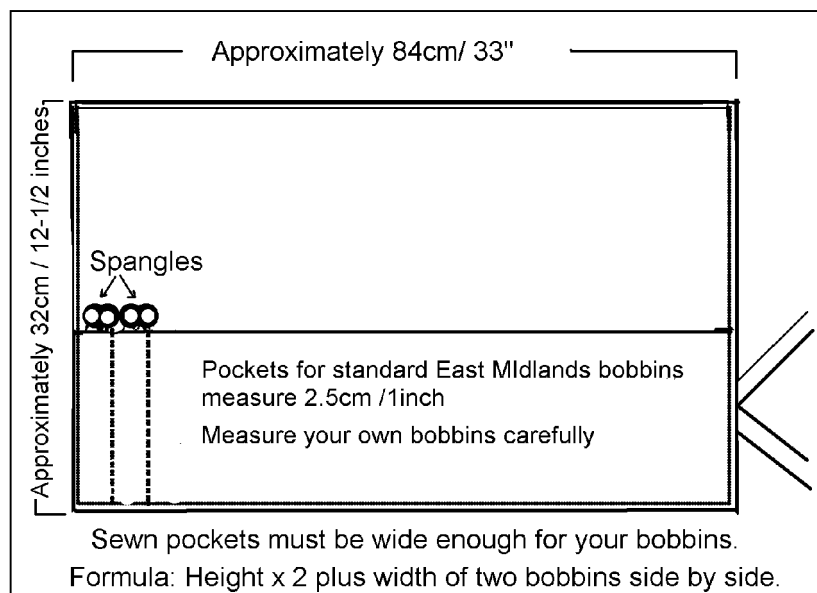 Approximately 84cm/ 33"
Approximately 32cm / 12-1/2 inches
Spangles
Pockets for standard East MIdlands bobbins
measure 2.5cm /1inch
Measure your own bobbins carefully
Sewn pockets must be wide enough for your bobbins.
Formula: Height x 2 plus width of two bobbins side by side.